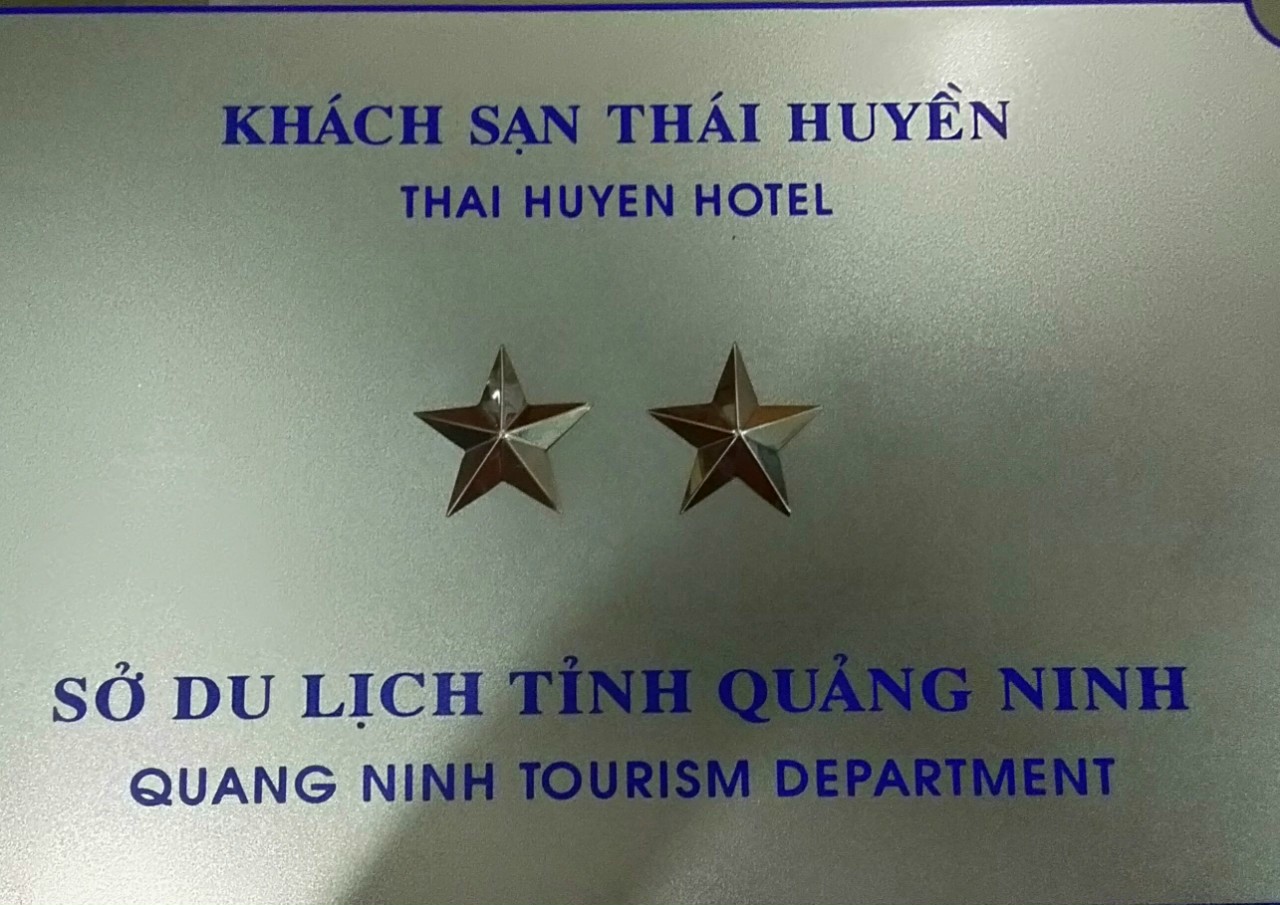 KHÁCH SẠN THÁI HUYỀN
THAI HUYEN HOTEL
SỞ DU LỊCH TỈNH QUẢNG NINH
QUANG NINH TOURISM DEPARTMENT